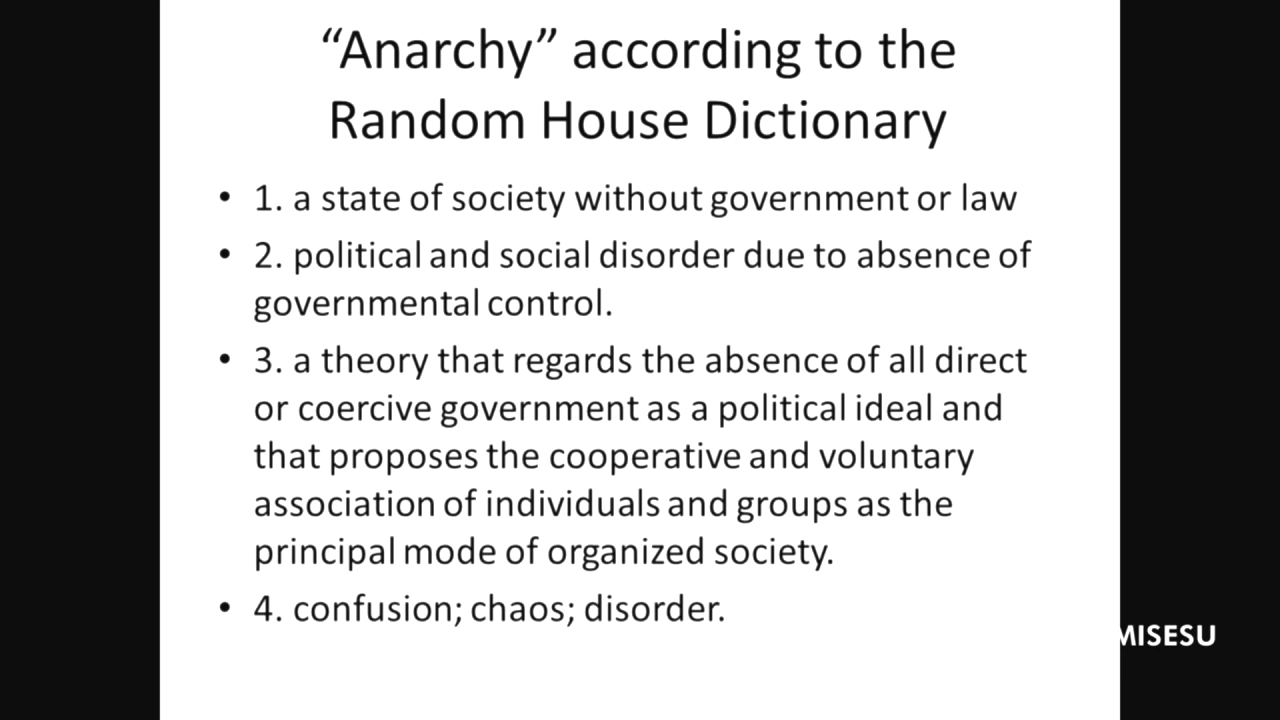 “Anarchy” according to the
Random House Dictionary
• 1. a state of society without government or law
• 2. political and social disorder due to absence of
governmental control.
• 3. a theory that regards the absence of all direct
or coercive government as a political ideal and
that proposes the cooperative and voluntary
association of individuals and groups as the
principal mode of organized society.
• 4. confusion; chaos; disorder.
MISESU